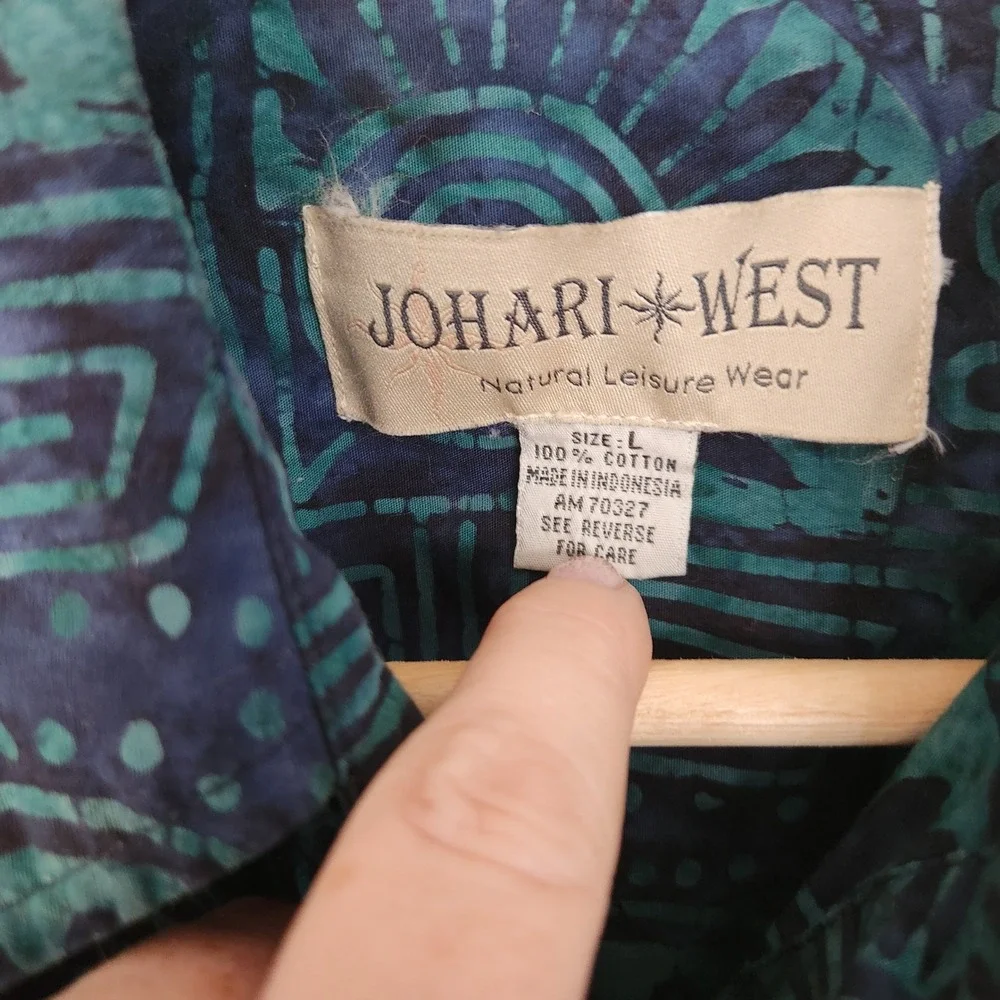 JOHARI WEST
Natural Leisure Wear
SIZE: L
100% COTTON
MADE IN INDONESIA
AM 70327
SEE REVERSE
FOR CARE